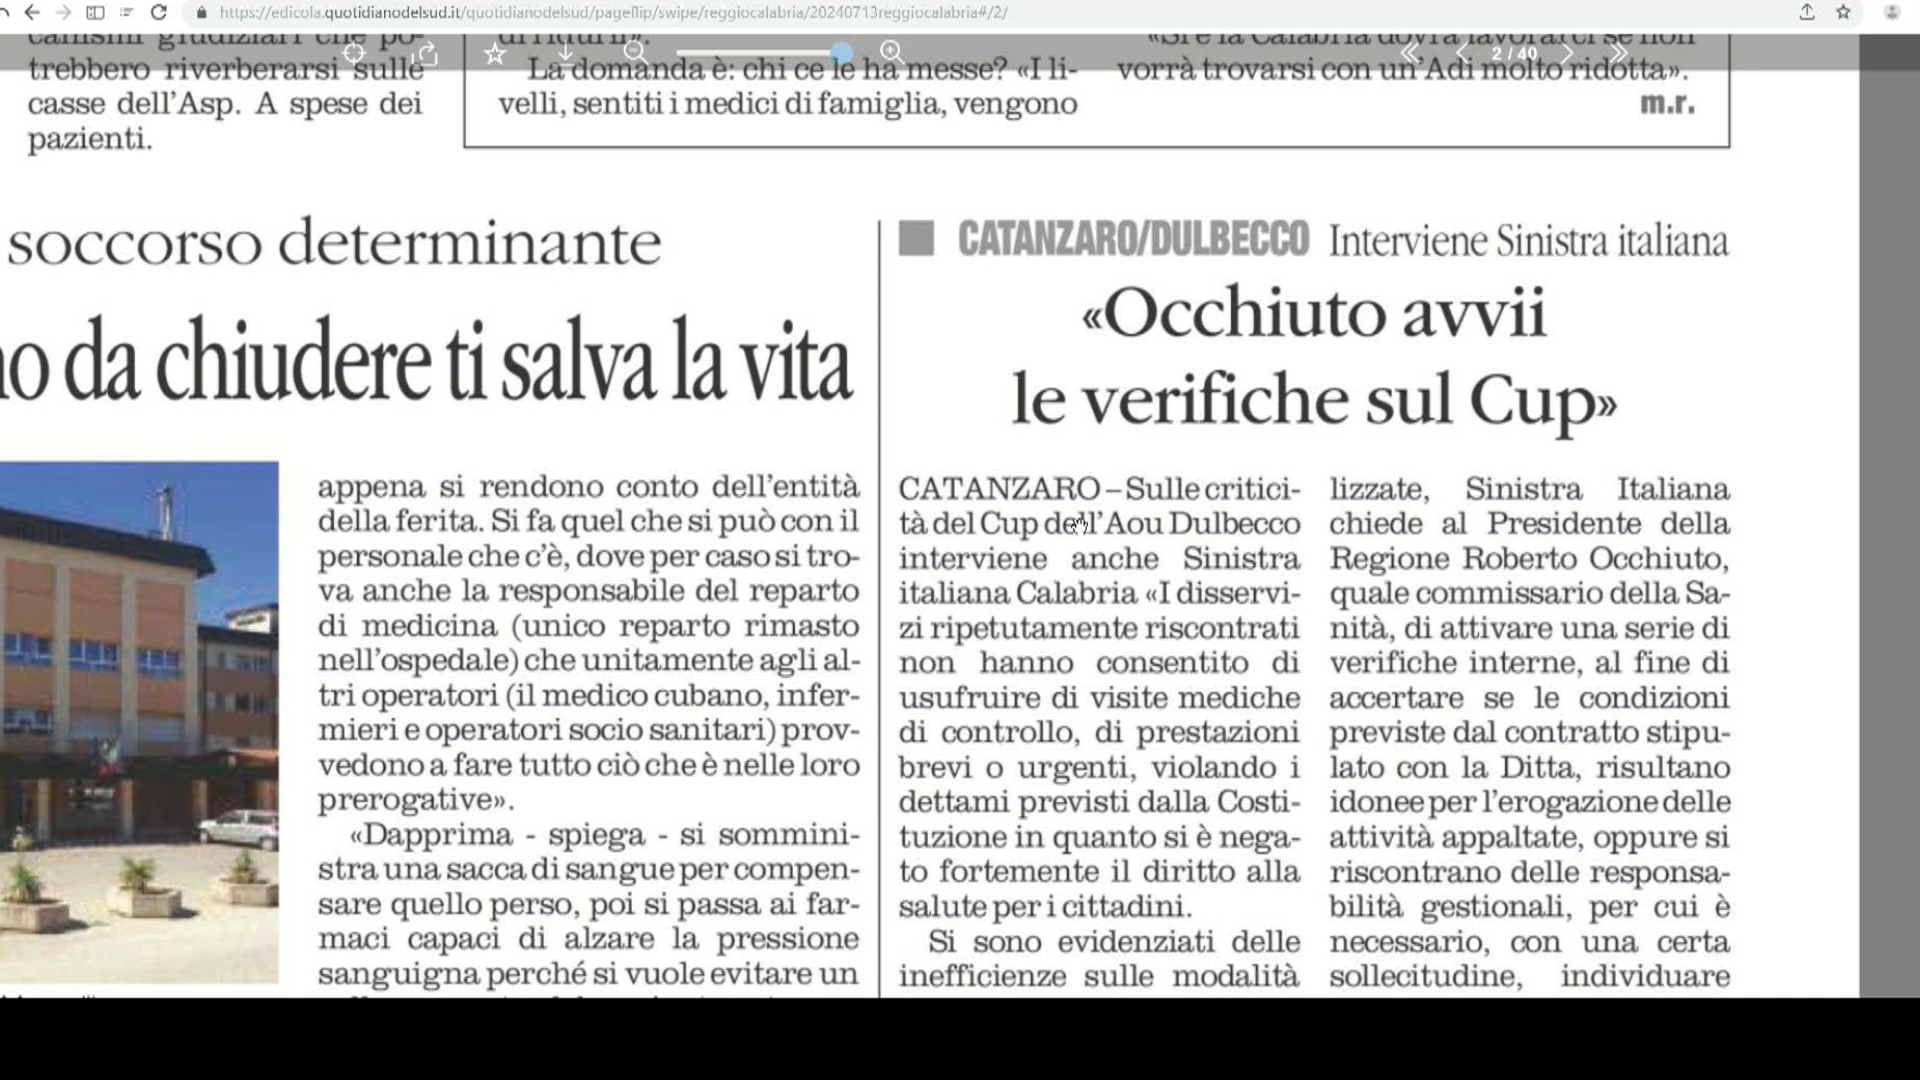 https://edicola.quotidianodelsud.it/quotidianodelsud/pageflip/swipe/reggiocalabria/20240713reggiocalabria#/2/
2 / 40
canismi giudiziari che po-
trebbero riverberarsi sulle
casse dell'Asp. A spese dei
pazienti.
La domanda è: chi ce le ha messe? «I li-
velli, sentiti i medici di famiglia, vengono
«Si e la Calabria dovrà lavorarci se non
vorrà trovarsi con un'Adi molto ridotta».
m.r.
soccorso determinante
da chiudere ti salva la vita
appena si rendono conto dell'entità
della ferita. Si fa quel che si può con il
personale che c'è, dove per caso si tro-
va anche la responsabile del reparto
di medicina (unico reparto rimasto
nell'ospedale) che unitamente agli al-
tri operatori (il medico cubano, infer-
mieri e operatori socio sanitari) prov-
vedono a fare tutto ciò che è nelle loro
prerogative».
«Dapprima - spiega - si sommini-
stra una sacca di sangue per compen-
sare quello perso, poi si passa ai far-
maci capaci di alzare la pressione
sanguigna perché si vuole evitare un
CATANZARO/DULBECCO Interviene Sinistra italiana
«Occhiuto avvii
le verifiche sul Cup»
CATANZARO – Sulle critici-
tà del Cup dell'Aou Dulbecco
interviene anche Sinistra
italiana Calabria «I disservi-
zi ripetutamente riscontrati
non hanno consentito di
usufruire di visite mediche
di controllo, di prestazioni
brevi o urgenti, violando i
dettami previsti dalla Costi-
tuzione in quanto si è nega-
to fortemente il diritto alla
salute per i cittadini.
Si sono evidenziati delle
inefficienze sulle modalità
lizzate, Sinistra Italiana
chiede al Presidente della
Regione Roberto Occhiuto,
quale commissario della Sa-
nità, di attivare una serie di
verifiche interne, al fine di
accertare se le condizioni
previste dal contratto stipu-
lato con la Ditta, risultano
idonee per l'erogazione delle
attività appaltate, oppure si
riscontrano delle responsa-
bilità gestionali, per cui è
necessario, con una certa
sollecitudine, individuare